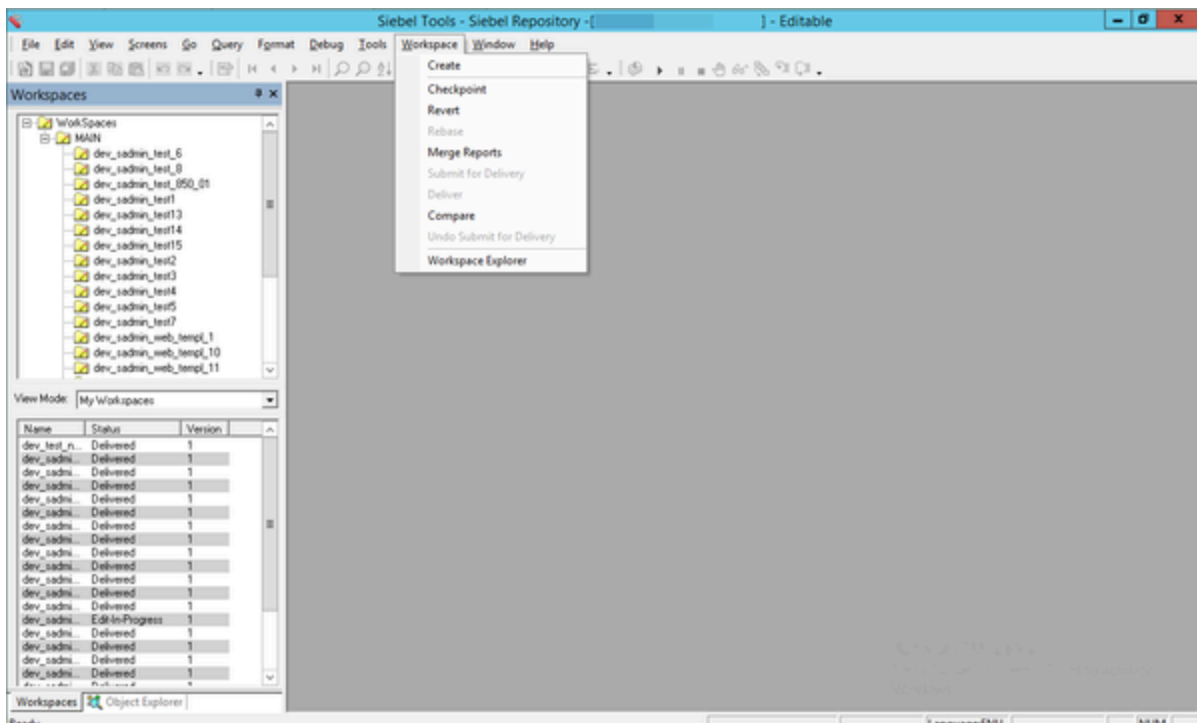 Siebel Tools - Siebel Repository -[ ] - Editable
File Edit View Screens Go Query Format Debug Tools Workspace Window Help
Create
Checkpoint
Revert
Rebase
Merge Reports
Submit for Delivery
Deliver
Compare
Undo Submit for Delivery
Workspace Explorer
Workspaces
WorkSpaces
MAIN
dev_sadmin_test_6
dev_sadmin_test_8
dev_sadmin_test_850_01
dev_sadmin_test1
dev_sadmin_test13
dev_sadmin_test14
dev_sadmin_test15
dev_sadmin_test2
dev_sadmin_test3
dev_sadmin_test4
dev_sadmin_test5
dev_sadmin_test7
dev_sadmin_web_templ_1
dev_sadmin_web_templ_10
dev_sadmin_web_templ_11
View Mode: My Workspaces
Name Status Version
dev_test_n... Delivered 1
dev_sadmi... Delivered 1
dev_sadmi... Delivered 1
dev_sadmi... Delivered 1
dev_sadmi... Delivered 1
dev_sadmi... Delivered 1
dev_sadmi... Delivered 1
dev_sadmi... Delivered 1
dev_sadmi... Delivered 1
dev_sadmi... Delivered 1
dev_sadmi... Delivered 1
dev_sadmi... Delivered 1
dev_sadmi... Delivered 1
dev_sadmi... Edit-In-Progress 1
dev_sadmi... Delivered 1
dev_sadmi... Delivered 1
dev_sadmi... Delivered 1
dev_sadmi... Delivered 1
Workspaces Object Explorer
Ready Language:ENU NUM